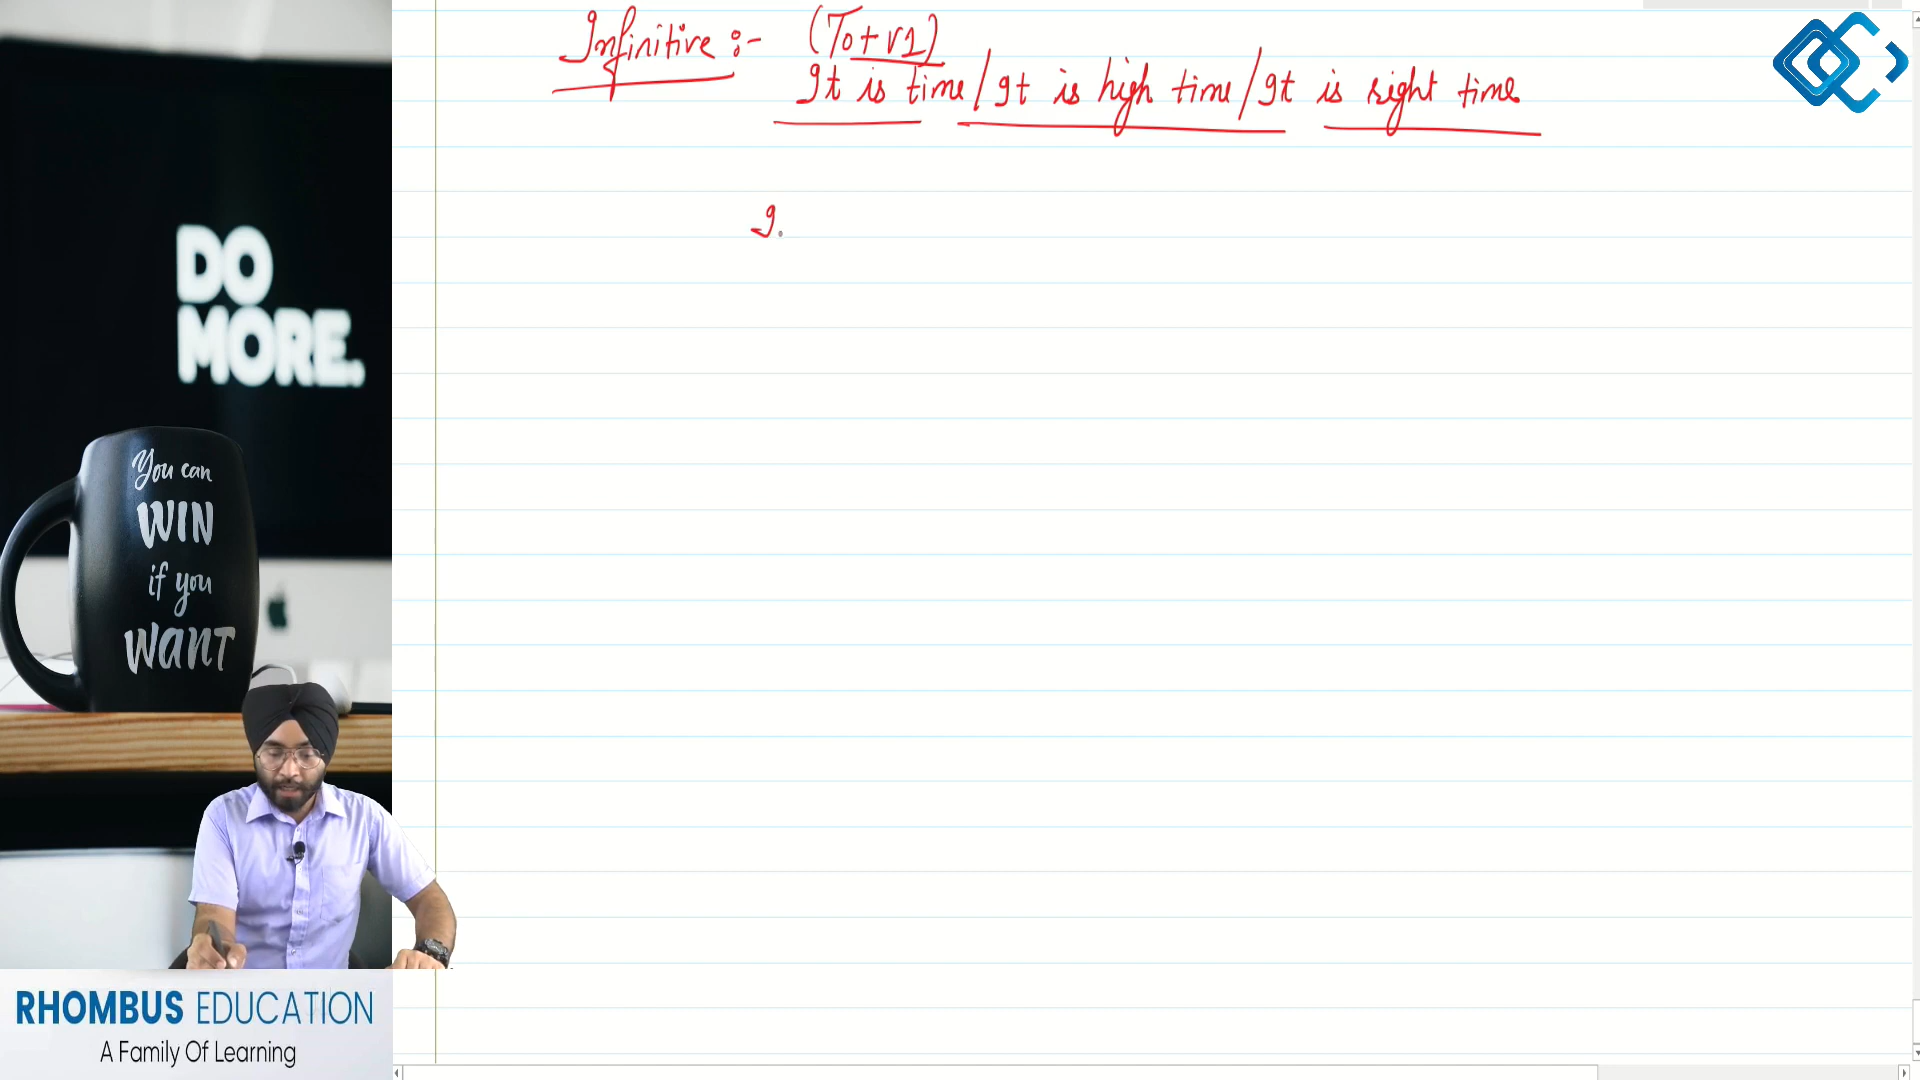 Infinitive :- (To + V1)
It is time / It is high time / It is right time
I
DO
MORE.
You can
WIN
if you
WANT
RHOMBUS EDUCATION
A Family Of Learning